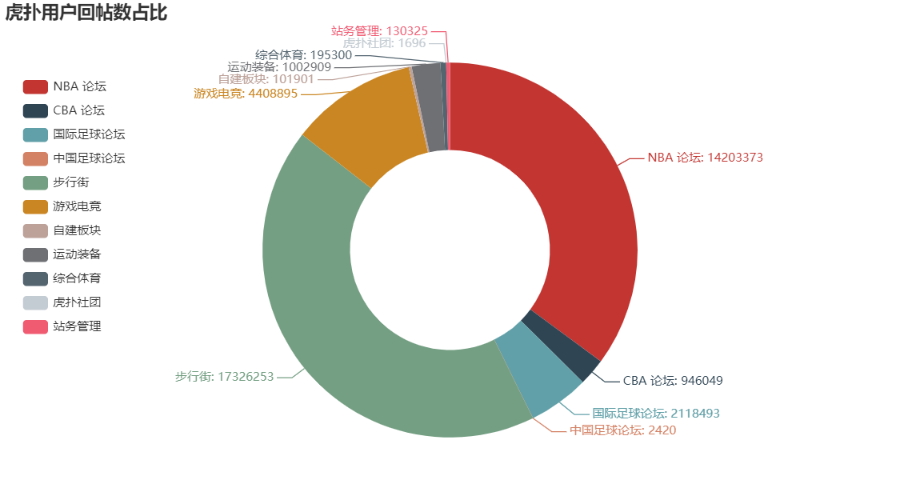 虎扑用户回帖数占比
NBA 论坛
CBA 论坛
国际足球论坛
中国足球论坛
步行街
游戏电竞
自建板块
运动装备
综合体育
虎扑社团
站务管理
站务管理: 130325
虎扑社团: 1696
综合体育: 195300
运动装备: 1002909
自建板块: 101901
游戏电竞: 4408895
NBA 论坛: 14203373
步行街: 17326253
CBA 论坛: 946049
国际足球论坛: 2118493
中国足球论坛: 2420